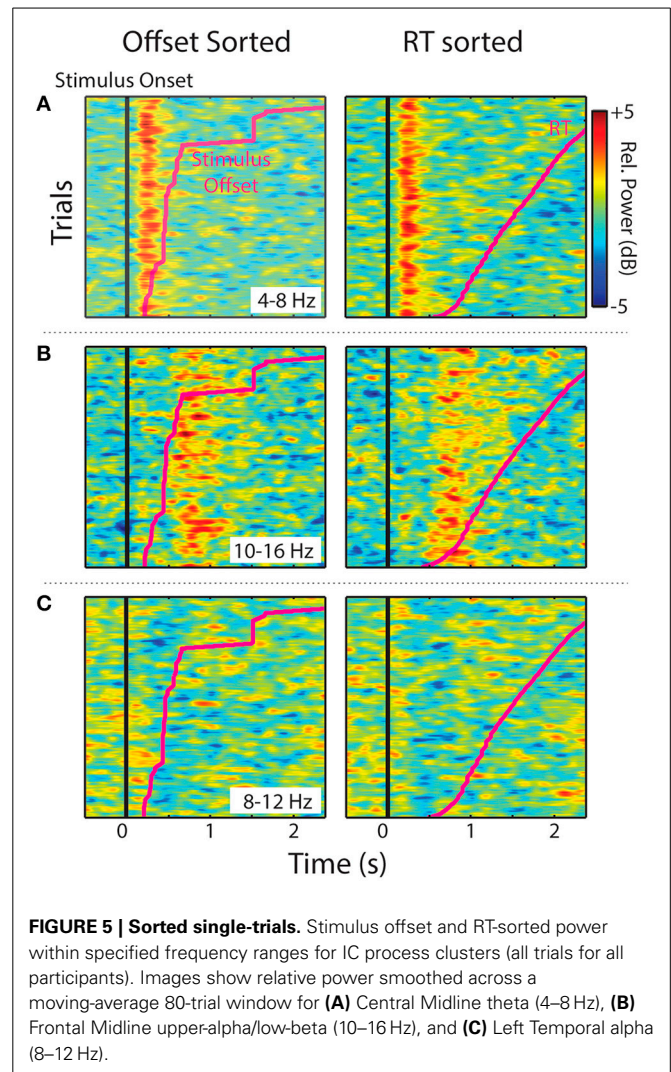 Offset Sorted
RT sorted
Stimulus Onset
A
Trials
Stimulus
Offset
4-8 Hz
RT
+5
Rel. Power (dB)
-5
B
10-16 Hz
C
8-12 Hz
0 1 2
0 1 2
Time (s)
FIGURE 5 | Sorted single-trials. Stimulus offset and RT-sorted power
within specified frequency ranges for IC process clusters (all trials for all
participants). Images show relative power smoothed across a
moving-average 80-trial window for (A) Central Midline theta (4–8 Hz), (B)
Frontal Midline upper-alpha/low-beta (10–16 Hz), and (C) Left Temporal alpha
(8–12 Hz).